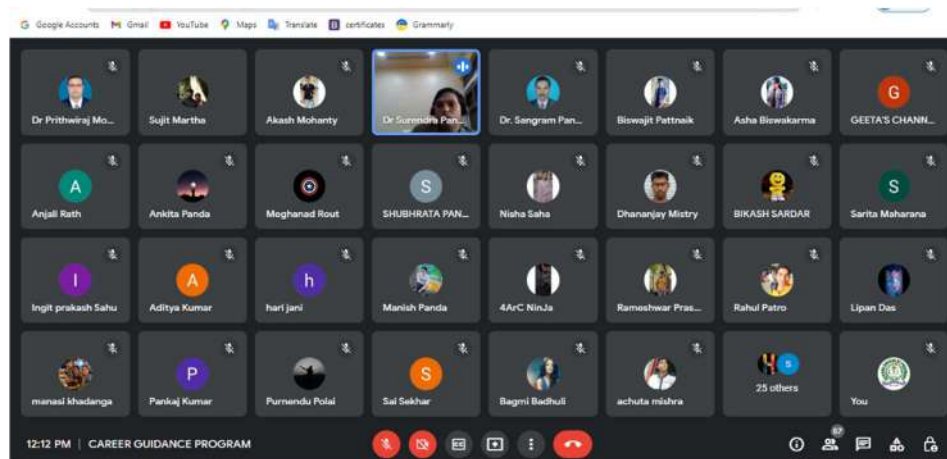 Google Accounts Gmail YouTube Maps Translate certificates Grammarly
Dr Prithwiraj Mo... Sujit Martha Akash Mohanty Dr Surendra Pan... Dr. Sangram Pan... Biswajit Pattnaik Asha Biswakarma G GEETA'S CHANN...
A Anjali Rath Ankita Panda Meghanad Rout S SHUBHRATA PAN... Nisha Saha Dhananjay Mistry BIKASH SARDAR S Sarita Maharana
I Ingit prakash Sahu A Aditya Kumar h hari jani Manish Panda 4ArC NinJa Rameshwar Pras... Rahul Patro Lipan Das
manasi khadanga P Pankaj Kumar Purnendu Polai S Sai Sekhar Bagmi Badhuli achuta mishra H S 25 others You
12:12 PM | CAREER GUIDANCE PROGRAM 57